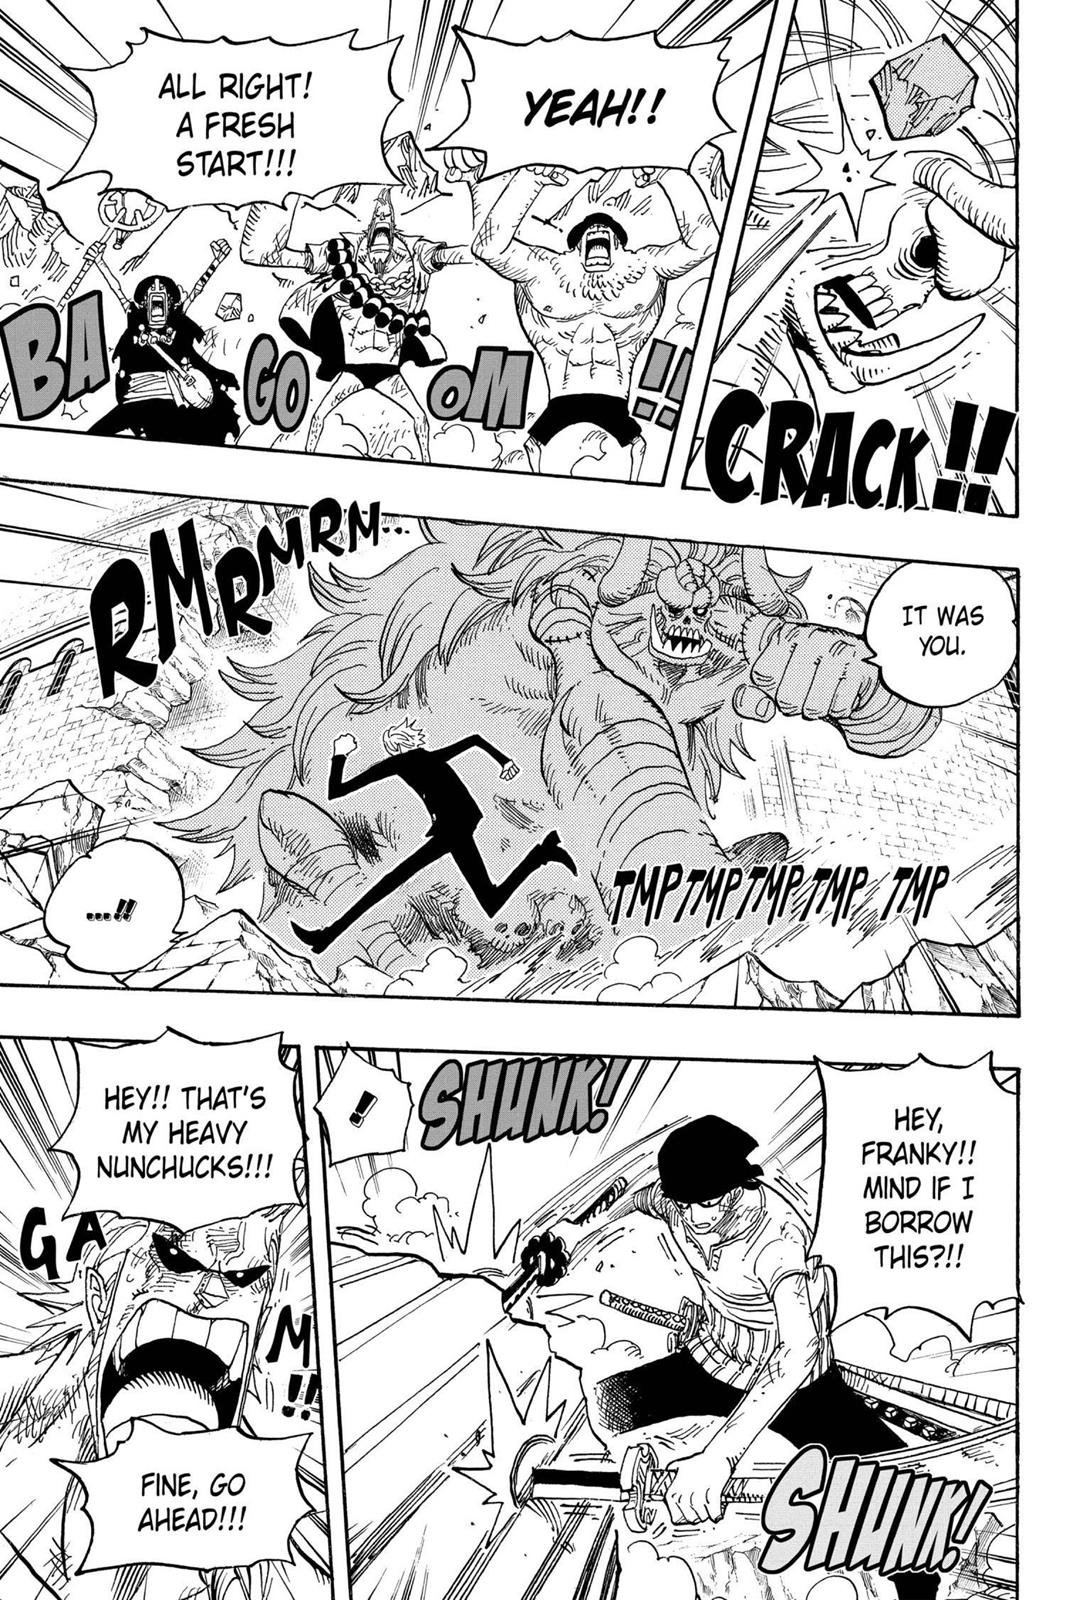 CRACK!!
YEAH!!
ALL RIGHT!
A FRESH
START!!!
BA
GO
OM
!!
IT WAS
YOU.
RMRMRMRM...
TMP TMP TMP TMP TMP
...!!
HEY,
FRANKY!!
MIND IF I
BORROW
THIS?!!
SHUNK!
!!
SHUNK!
HEY!! THAT'S
MY HEAVY
NUNCHUCKS!!!
GA
M
!!
FINE, GO
AHEAD!!!